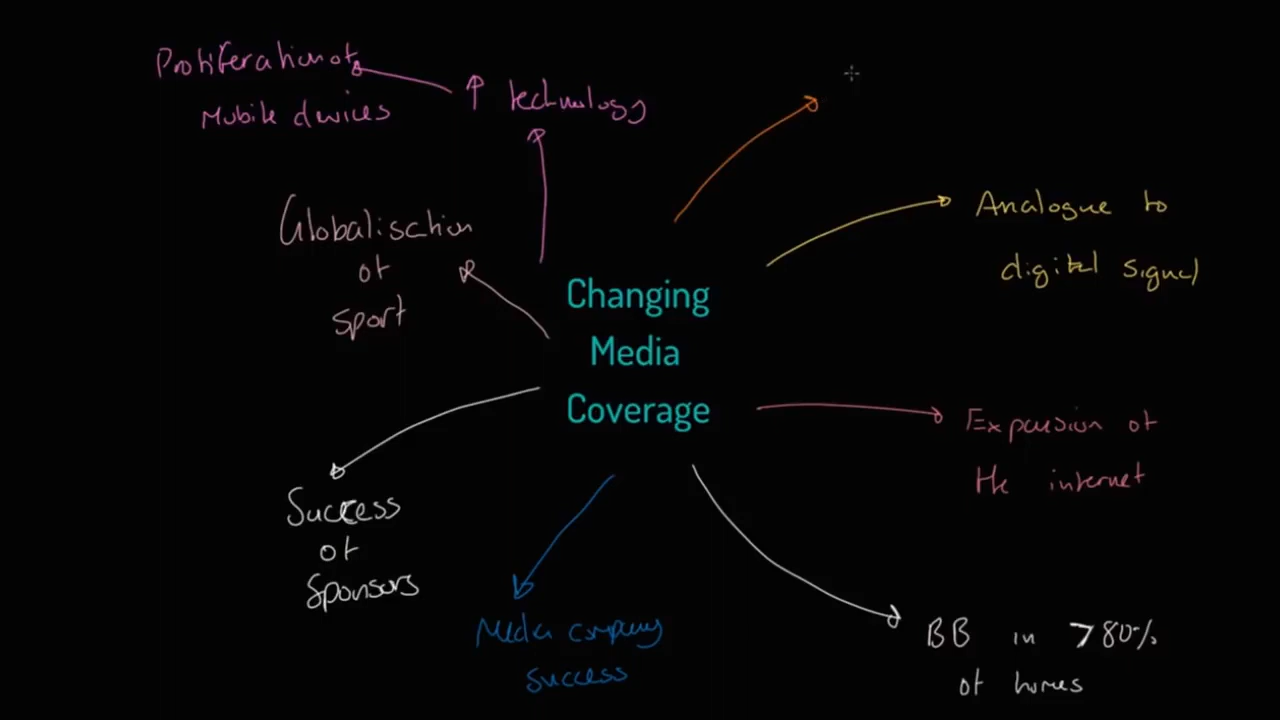 Proliferation of
Mobile devices
↑ technology
Globalisation
of
sport
Analogue to
digital signal
Changing
Media
Coverage
Expansion of
the internet
Success
of
Sponsors
Media company
success
BB in >80%
of homes